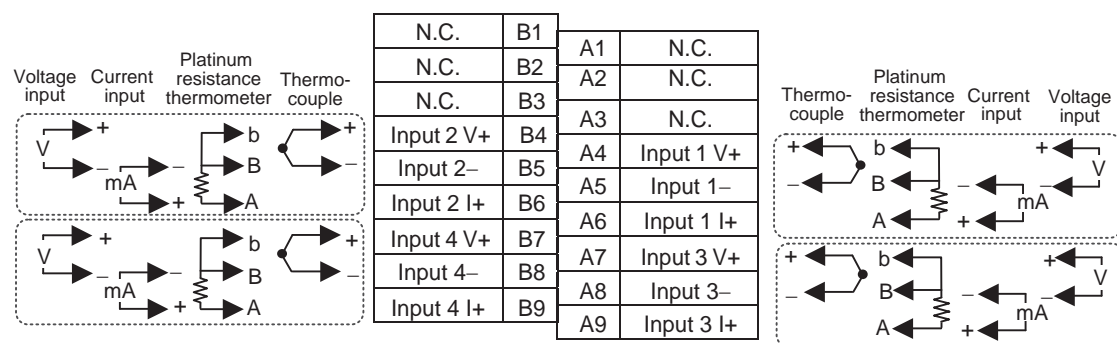 Voltage input
Current input
Platinum resistance thermometer
Thermo-couple
+ b +
V
− − B −
mA
+ A
+ b +
V
− − B −
mA
+ A
N.C. B1
N.C. B2
N.C. B3
Input 2 V+ B4
Input 2− B5
Input 2 I+ B6
Input 4 V+ B7
Input 4− B8
Input 4 I+ B9
A1 N.C.
A2 N.C.
A3 N.C.
A4 Input 1 V+
A5 Input 1−
A6 Input 1 I+
A7 Input 3 V+
A8 Input 3−
A9 Input 3 I+
Thermo-couple
Platinum resistance thermometer
Current input
Voltage input
+ b +
V
− B − −
mA
A +
+ b +
V
− B − −
mA
A +